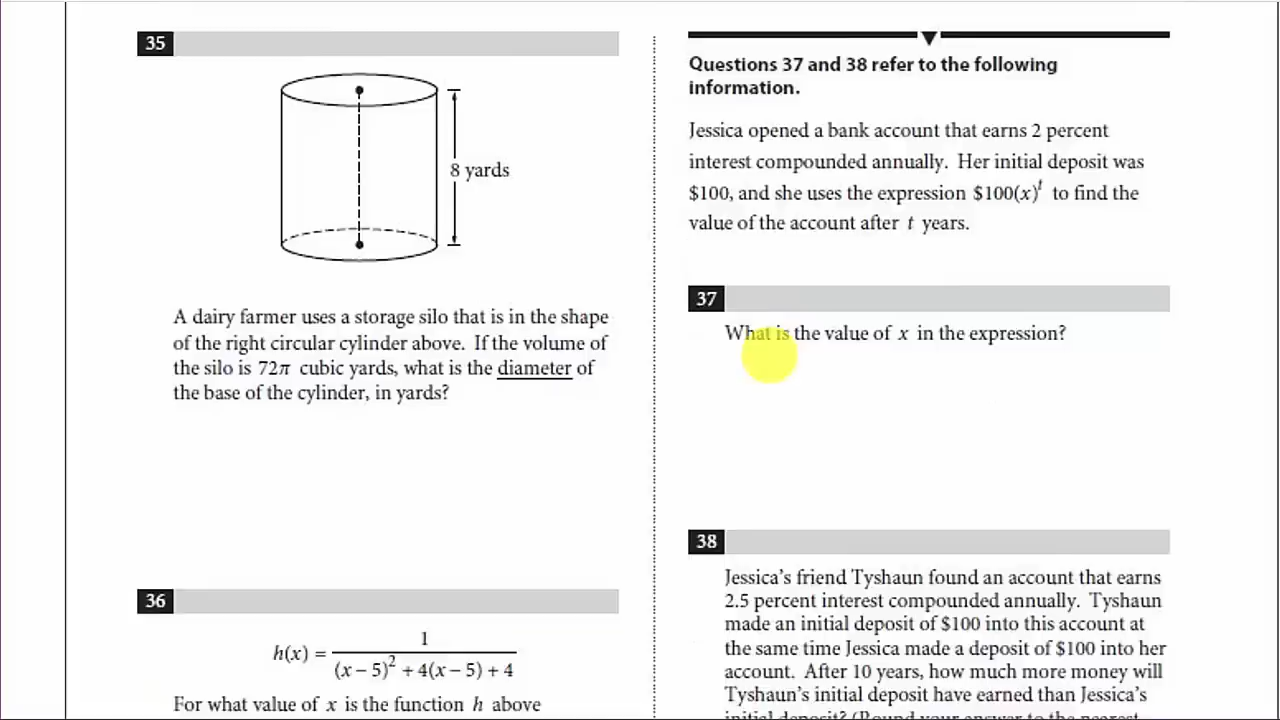 35
8 yards
A dairy farmer uses a storage silo that is in the shape
of the right circular cylinder above. If the volume of
the silo is 72π cubic yards, what is the diameter of
the base of the cylinder, in yards?
36
h(x) = 1 / (x − 5)² + 4(x − 5) + 4
For what value of x is the function h above
Questions 37 and 38 refer to the following
information.
Jessica opened a bank account that earns 2 percent
interest compounded annually. Her initial deposit was
$100, and she uses the expression $100(x)ᵗ to find the
value of the account after t years.
37
What is the value of x in the expression?
38
Jessica’s friend Tyshaun found an account that earns
2.5 percent interest compounded annually. Tyshaun
made an initial deposit of $100 into this account at
the same time Jessica made a deposit of $100 into her
account. After 10 years, how much more money will
Tyshaun’s initial deposit have earned than Jessica’s
initial deposit? (Round your answer to the nearest